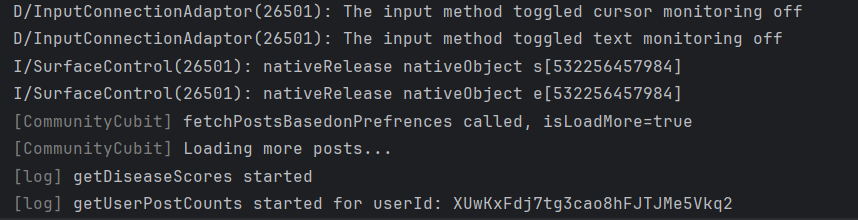 D/InputConnectionAdaptor(26501): The input method toggled cursor monitoring off
D/InputConnectionAdaptor(26501): The input method toggled text monitoring off
I/SurfaceControl(26501): nativeRelease nativeObject s[532256457984]
I/SurfaceControl(26501): nativeRelease nativeObject e[532256457984]
[CommunityCubit] fetchPostsBasedonPrefrences called, isLoadMore=true
[CommunityCubit] Loading more posts...
[log] getDiseaseScores started
[log] getUserPostCounts started for userId: XUwKxFdj7tg3cao8hFJTJMe5Vkq2